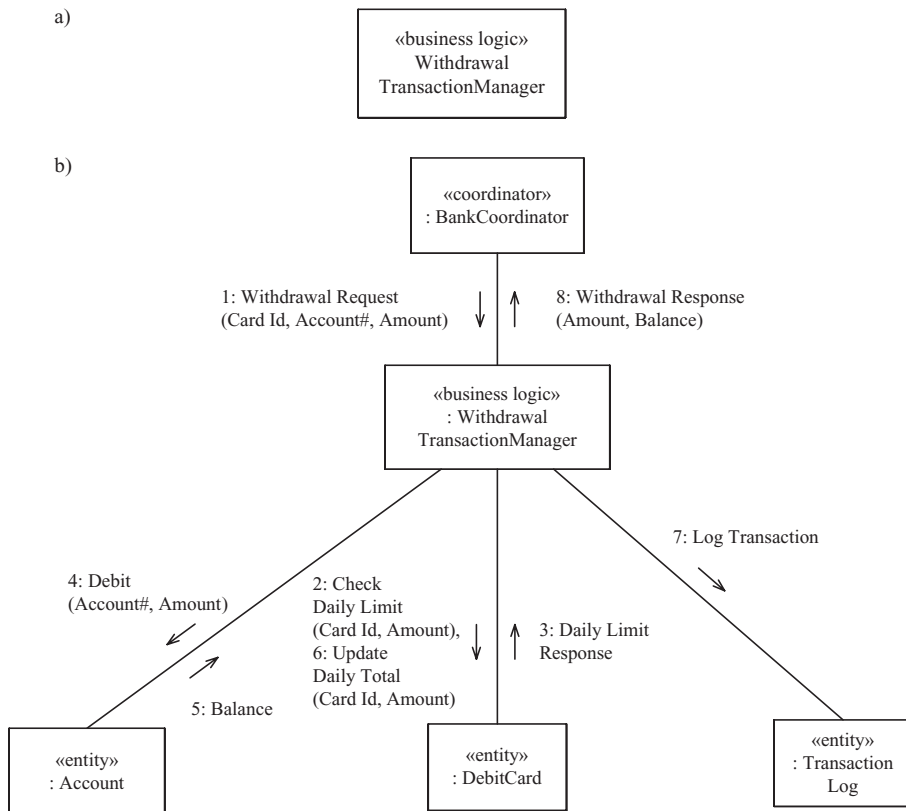 a)
«business logic»
Withdrawal
TransactionManager
b)
«coordinator»
: BankCoordinator
1: Withdrawal Request
(Card Id, Account#, Amount)
8: Withdrawal Response
(Amount, Balance)
«business logic»
: Withdrawal
TransactionManager
7: Log Transaction
4: Debit
(Account#, Amount)
2: Check
Daily Limit
(Card Id, Amount),
6: Update
Daily Total
(Card Id, Amount)
3: Daily Limit
Response
5: Balance
«entity»
: Account
«entity»
: DebitCard
«entity»
: Transaction
Log